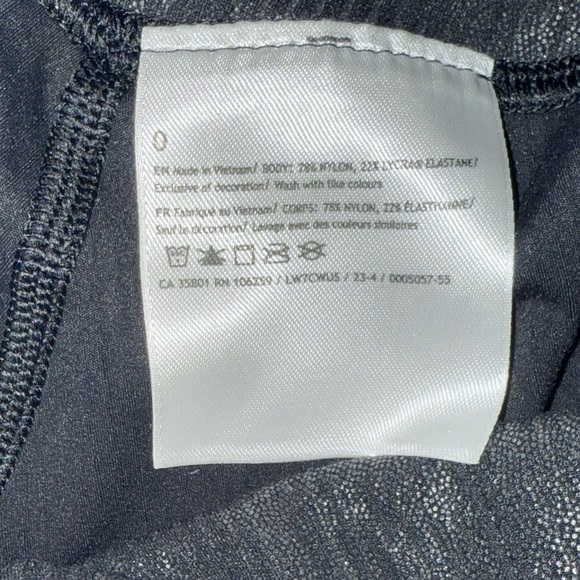 0
EN Made in Vietnam/ BODY: 78% NYLON, 22% LYCRA® ELASTANE/
Exclusive of decoration/ Wash with like colours
FR Fabriqué au Vietnam/ CORPS: 78% NYLON, 22% ÉLASTHANNE/
Sauf la décoration/ Lavage avec des couleurs similaires
CA 35801 RN 106259 / LW7CWUS / 23-4 / 0005057-55